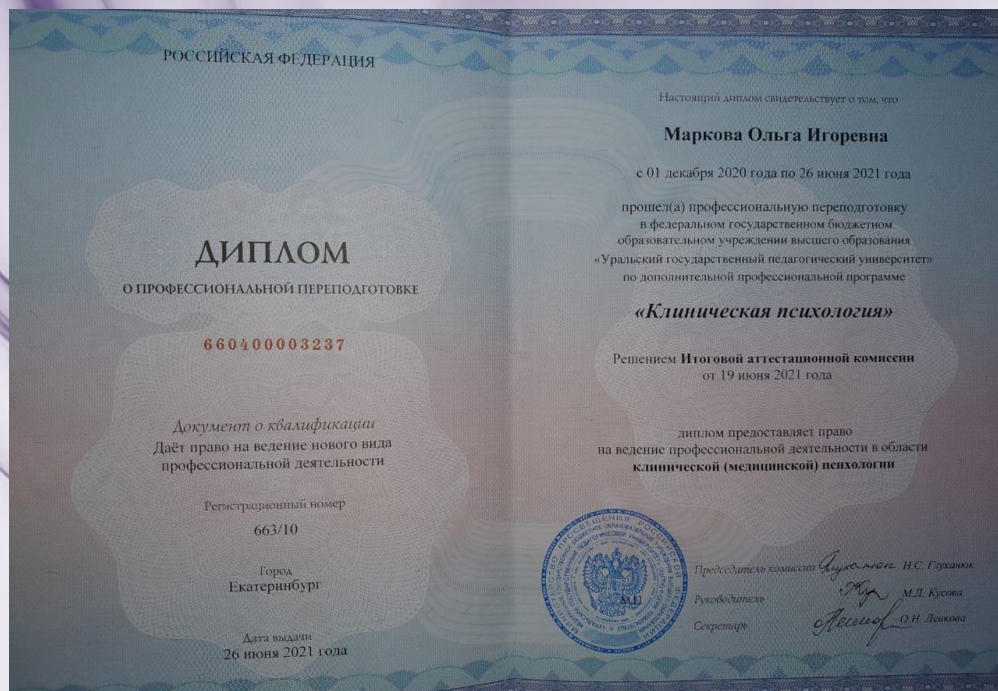 РОССИЙСКАЯ ФЕДЕРАЦИЯ
ДИПЛОМ
О ПРОФЕССИОНАЛЬНОЙ ПЕРЕПОДГОТОВКЕ
660400003237
Документ о квалификации
Даёт право на ведение нового вида
профессиональной деятельности
Регистрационный номер
663/10
Город
Екатеринбург
Дата выдачи
26 июня 2021 года
Настоящий диплом свидетельствует о том, что
Маркова Ольга Игоревна
с 01 декабря 2020 года по 26 июня 2021 года
прошел(а) профессиональную переподготовку
в федеральном государственном бюджетном
образовательном учреждении высшего образования
«Уральский государственный педагогический университет»
по дополнительной профессиональной программе
«Клиническая психология»
Решением Итоговой аттестационной комиссии
от 19 июня 2021 года
диплом предоставляет право
на ведение профессиональной деятельности в области
клинической (медицинской) психологии
Председатель комиссии Н.С. Глуханюк
Руководитель М.Л. Кусова
Секретарь О.Н. Ленкова
М.П.